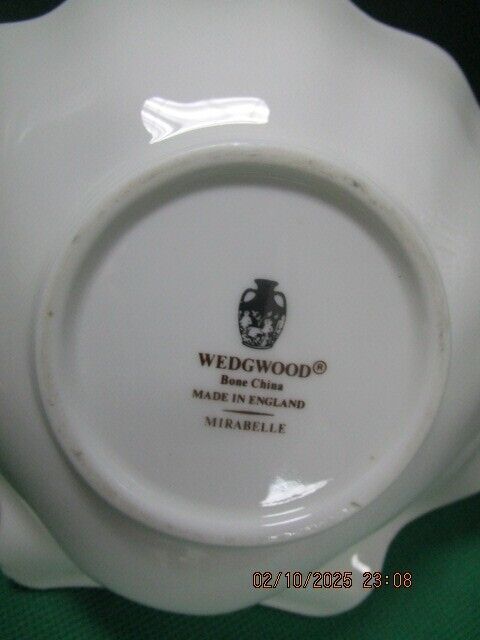 WEDGWOOD®
Bone China
MADE IN ENGLAND
MIRABELLE
02/10/2025 23:08